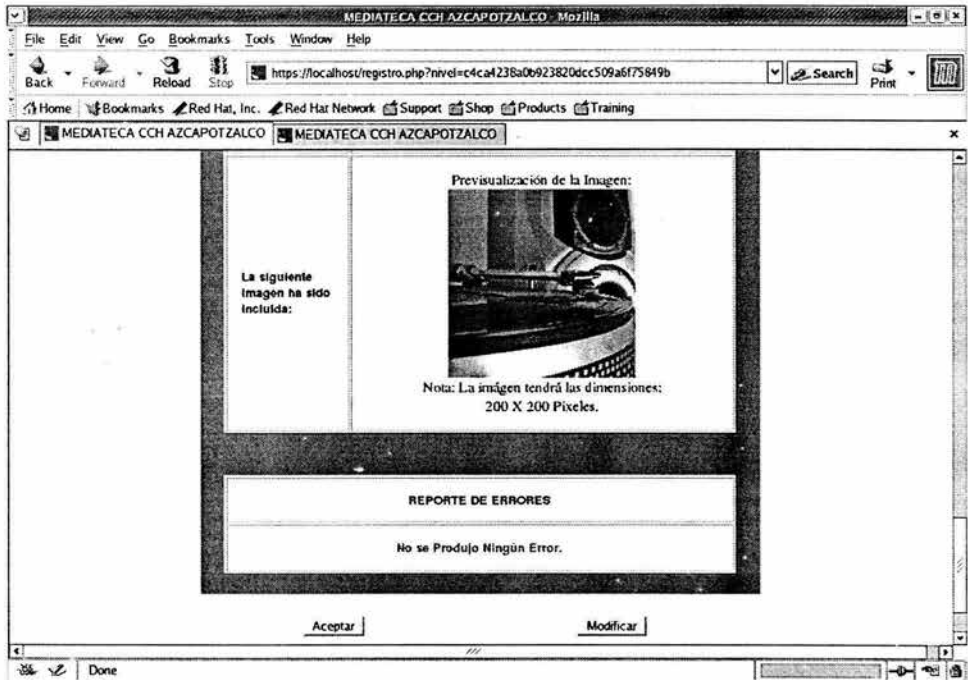 MEDIATECA CCH AZCAPOTZALCO - Mozilla
File Edit View Go Bookmarks Tools Window Help
Back Forward Reload Stop https://localhost/registro.php?nivel=c4ca4238a0b923820dcc509a6f75849b Search Print
Home Bookmarks Red Hat, Inc. Red Hat Network Support Shop Products Training
MEDIATECA CCH AZCAPOTZALCO MEDIATECA CCH AZCAPOTZALCO
Previsualización de la Imagen:
La siguiente
imagen ha sido
incluida:
Nota: La imágen tendrá las dimensiones:
200 X 200 Pixeles.
REPORTE DE ERRORES
No se Produjo Ningún Error.
Aceptar Modificar
Done